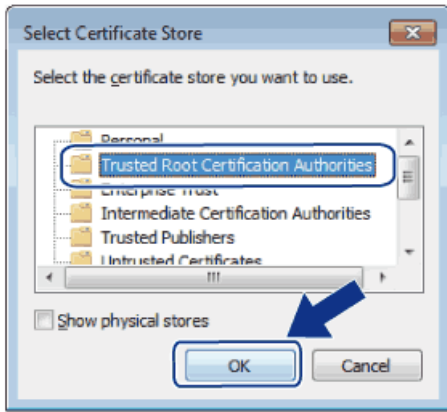 Select Certificate Store
Select the certificate store you want to use.
Personal
Trusted Root Certification Authorities
Enterprise Trust
Intermediate Certification Authorities
Trusted Publishers
Untrusted Certificates
Show physical stores
OK Cancel